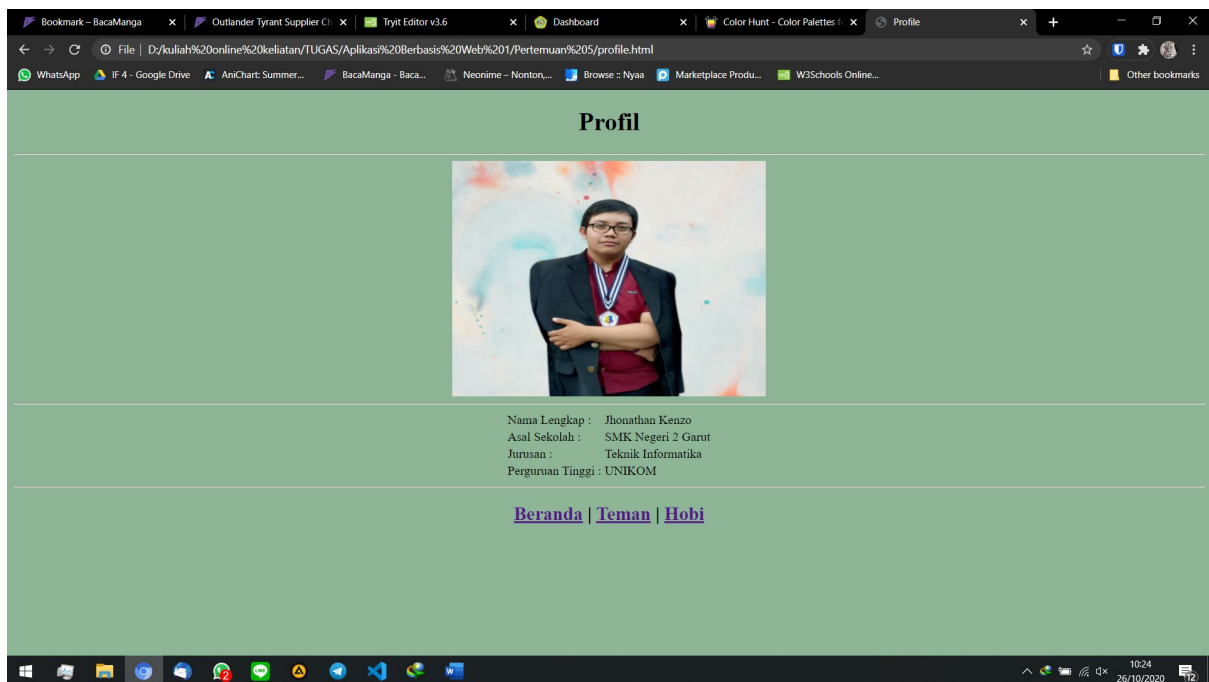 Bookmark – BacaManga
Outlander Tyrant Supplier Ch
Tryit Editor v3.6
Dashboard
Color Hunt - Color Palettes f
Profile
File | D:/kuliah%20online%20keliatan/TUGAS/Aplikasi%20Berbasis%20Web%201/Pertemuan%205/profile.html
WhatsApp
IF 4 - Google Drive
AniChart: Summer...
BacaManga - Baca...
Neonime – Nonton,...
Browse :: Nyaa
Marketplace Produ...
W3Schools Online...
Other bookmarks
Profil
Nama Lengkap : Jhonathan Kenzo
Asal Sekolah : SMK Negeri 2 Garut
Jurusan : Teknik Informatika
Perguruan Tinggi : UNIKOM
Beranda | Teman | Hobi
10:24
26/10/2020